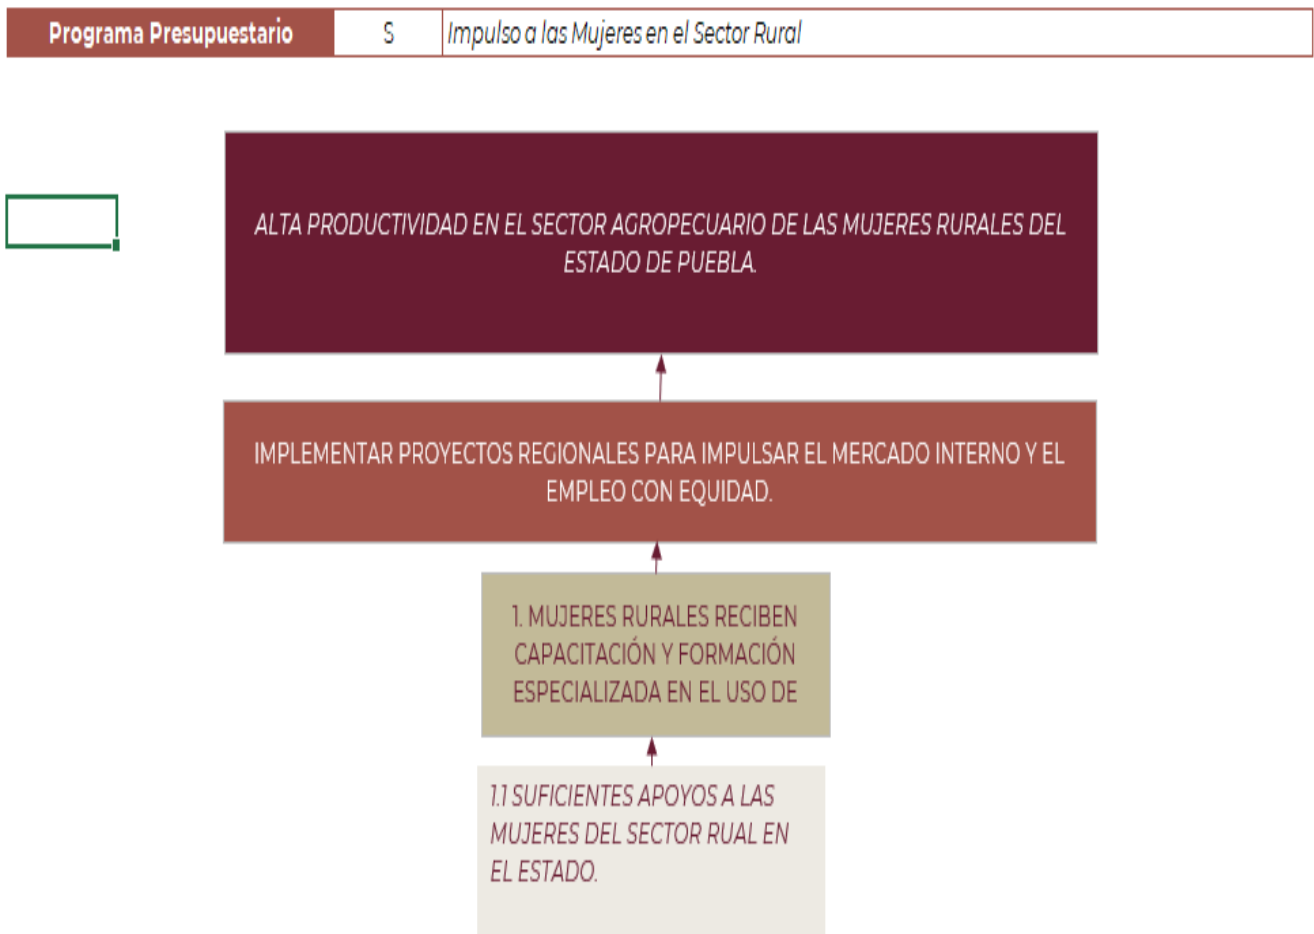 Programa Presupuestario S Impulso a las Mujeres en el Sector Rural
ALTA PRODUCTIVIDAD EN EL SECTOR AGROPECUARIO DE LAS MUJERES RURALES DEL
ESTADO DE PUEBLA.
IMPLEMENTAR PROYECTOS REGIONALES PARA IMPULSAR EL MERCADO INTERNO Y EL
EMPLEO CON EQUIDAD.
1. MUJERES RURALES RECIBEN
CAPACITACIÓN Y FORMACIÓN
ESPECIALIZADA EN EL USO DE
1.1 SUFICIENTES APOYOS A LAS
MUJERES DEL SECTOR RUAL EN
EL ESTADO.